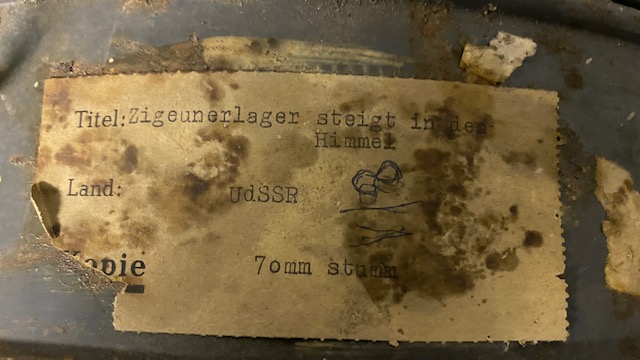 Titel: Zigeunerlager steigt in den
Himmel
Land: UdSSR
Kopie 70mm stumm